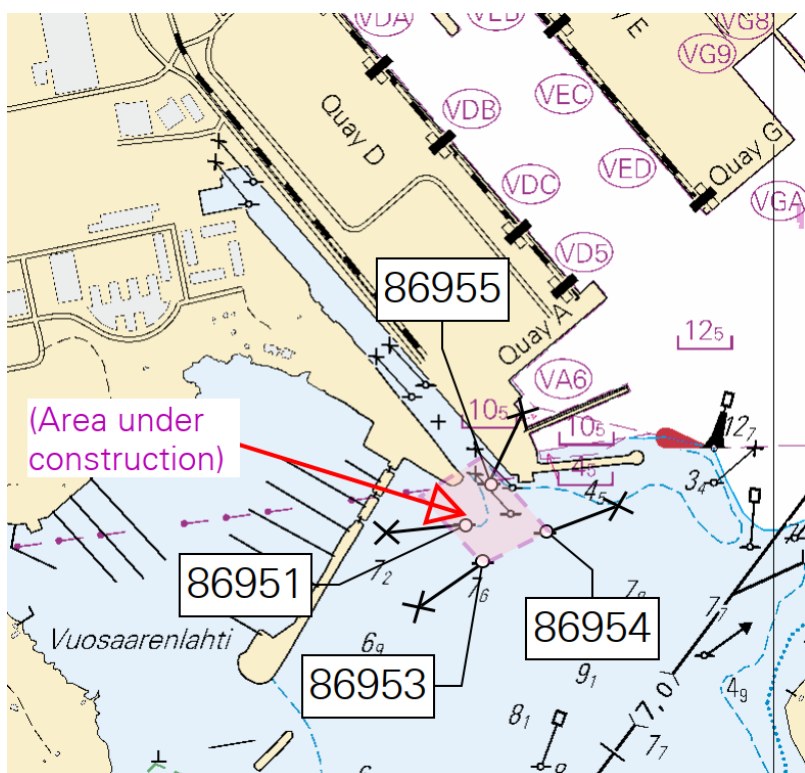 VDA
VEB
VG8
Quay E
VG9
VDB
VEC
Quay D
VDC
VED
Quay G
VGA
86955
VD5
Quay A
12₅
VA6
(Area under
construction)
10₅
10₅
12₇
4₅
3₄
4₅
7₂
86951
7₆
7₉
7₇
86954
Vuosaarenlahti
6₉
86953
9₁
7,0
4₉
8₁
7₇